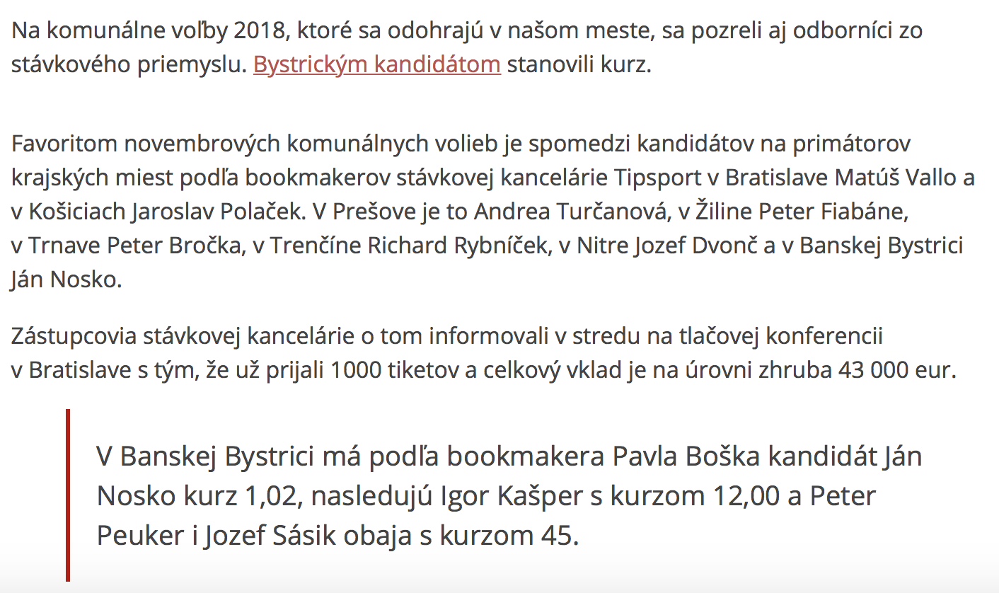 Na komunálne voľby 2018, ktoré sa odohrajú v našom meste, sa pozreli aj odborníci zo
stávkového priemyslu. Bystrickým kandidátom stanovili kurz.
Favoritom novembrových komunálnych volieb je spomedzi kandidátov na primátorov
krajských miest podľa bookmakerov stávkovej kancelárie Tipsport v Bratislave Matúš Vallo a
v Košiciach Jaroslav Polaček. V Prešove je to Andrea Turčanová, v Žiline Peter Fiabáne,
v Trnave Peter Bročka, v Trenčíne Richard Rybníček, v Nitre Jozef Dvonč a v Banskej Bystrici
Ján Nosko.
Zástupcovia stávkovej kancelárie o tom informovali v stredu na tlačovej konferencii
v Bratislave s tým, že už prijali 1000 tiketov a celkový vklad je na úrovni zhruba 43 000 eur.
V Banskej Bystrici má podľa bookmakera Pavla Boška kandidát Ján
Nosko kurz 1,02, nasledujú Igor Kašper s kurzom 12,00 a Peter
Peuker i Jozef Sásik obaja s kurzom 45.